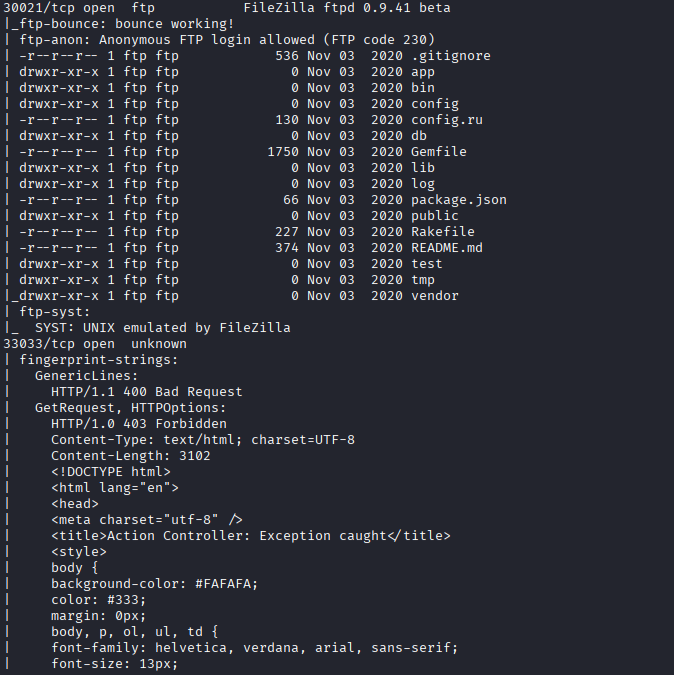 30021/tcp open  ftp           FileZilla ftpd 0.9.41 beta
|_ftp-bounce: bounce working!
| ftp-anon: Anonymous FTP login allowed (FTP code 230)
| -r--r--r-- 1 ftp ftp            536 Nov 03  2020 .gitignore
| drwxr-xr-x 1 ftp ftp              0 Nov 03  2020 app
| drwxr-xr-x 1 ftp ftp              0 Nov 03  2020 bin
| drwxr-xr-x 1 ftp ftp              0 Nov 03  2020 config
| -r--r--r-- 1 ftp ftp            130 Nov 03  2020 config.ru
| drwxr-xr-x 1 ftp ftp              0 Nov 03  2020 db
| -r--r--r-- 1 ftp ftp           1750 Nov 03  2020 Gemfile
| drwxr-xr-x 1 ftp ftp              0 Nov 03  2020 lib
| drwxr-xr-x 1 ftp ftp              0 Nov 03  2020 log
| -r--r--r-- 1 ftp ftp             66 Nov 03  2020 package.json
| drwxr-xr-x 1 ftp ftp              0 Nov 03  2020 public
| -r--r--r-- 1 ftp ftp            227 Nov 03  2020 Rakefile
| -r--r--r-- 1 ftp ftp            374 Nov 03  2020 README.md
| drwxr-xr-x 1 ftp ftp              0 Nov 03  2020 test
| drwxr-xr-x 1 ftp ftp              0 Nov 03  2020 tmp
|_drwxr-xr-x 1 ftp ftp              0 Nov 03  2020 vendor
| ftp-syst:
|_  SYST: UNIX emulated by FileZilla
33033/tcp open  unknown
| fingerprint-strings:
|   GenericLines:
|     HTTP/1.1 400 Bad Request
|   GetRequest, HTTPOptions:
|     HTTP/1.0 403 Forbidden
|     Content-Type: text/html; charset=UTF-8
|     Content-Length: 3102
|     <!DOCTYPE html>
|     <html lang="en">
|     <head>
|     <meta charset="utf-8" />
|     <title>Action Controller: Exception caught</title>
|     <style>
|     body {
|     background-color: #FAFAFA;
|     color: #333;
|     margin: 0px;
|     body, p, ol, ul, td {
|     font-family: helvetica, verdana, arial, sans-serif;
|     font-size: 13px;